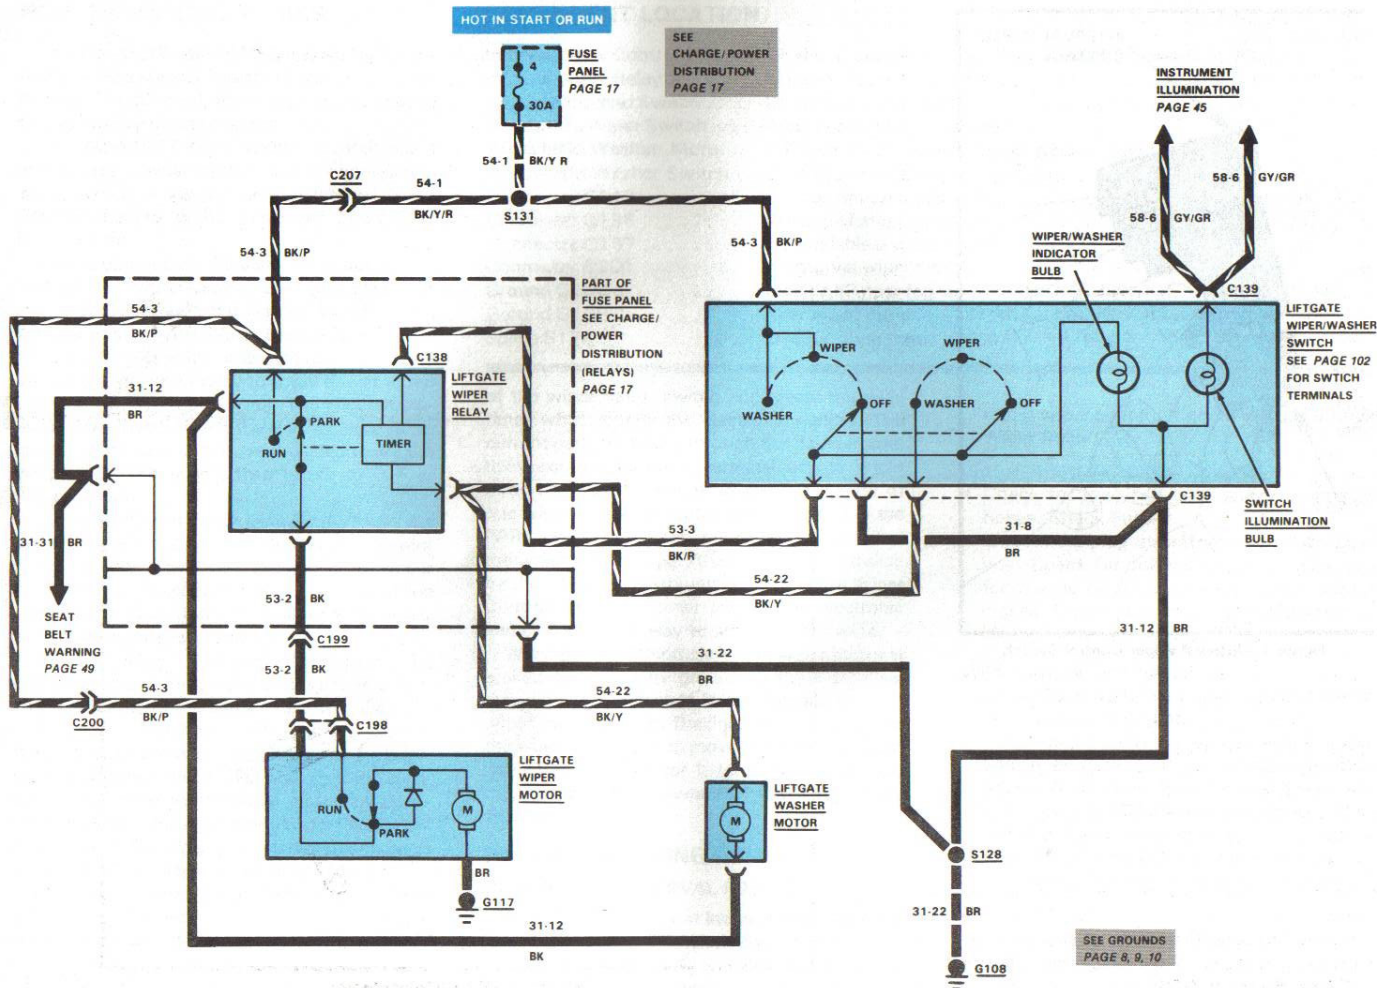 HOT IN START OR RUN
4
30A
FUSE
PANEL
PAGE 17
SEE
CHARGE/POWER
DISTRIBUTION
PAGE 17
INSTRUMENT
ILLUMINATION
PAGE 45
54-1
BK/Y R
C207
54-1
BK/Y/R
S131
58-6
GY/GR
58-6
GY/GR
54-3
BK/P
54-3
BK/P
WIPER/WASHER
INDICATOR
BULB
C139
PART OF
FUSE PANEL
SEE CHARGE/
POWER
DISTRIBUTION
(RELAYS)
PAGE 17
54-3
BK/P
C138
LIFTGATE
WIPER
RELAY
LIFTGATE
WIPER/WASHER
SWITCH
SEE PAGE 102
FOR SWTICH
TERMINALS
31-12
BR
PARK
RUN
TIMER
WIPER
WASHER
OFF
WIPER
WASHER
OFF
C139
SWITCH
ILLUMINATION
BULB
31-31
BR
53-3
BK/R
31-8
BR
54-22
BK/Y
53-2
BK
SEAT
BELT
WARNING
PAGE 49
C199
53-2
BK
31-22
BR
31-12
BR
54-3
BK/P
C200
C198
54-22
BK/Y
LIFTGATE
WIPER
MOTOR
RUN
PARK
M
LIFTGATE
WASHER
MOTOR
M
BR
G117
S128
31-12
BK
31-22
BR
G108
SEE GROUNDS
PAGE 8, 9, 10